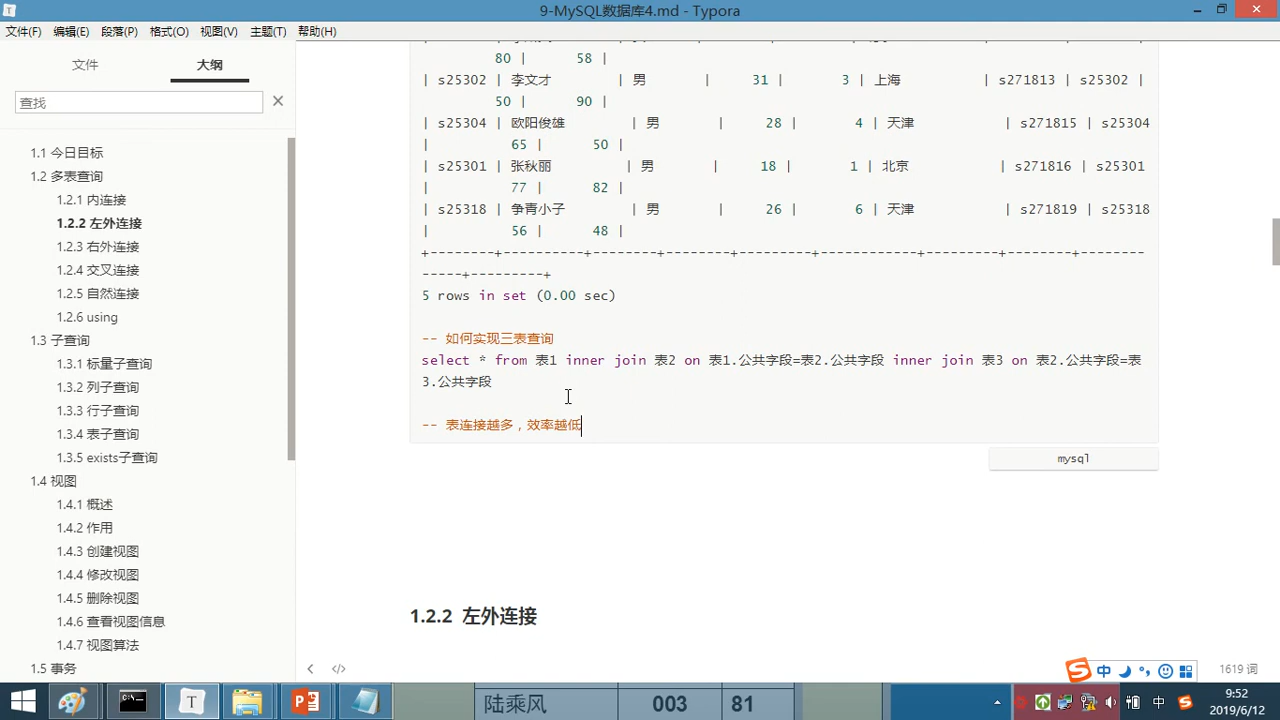 9-MySQL数据库4.md - Typora
文件(F) 编辑(E) 段落(P) 格式(O) 视图(V) 主题(T) 帮助(H)
文件 大纲
查找
1.1 今日目标
1.2 多表查询
1.2.1 内连接
1.2.2 左外连接
1.2.3 右外连接
1.2.4 交叉连接
1.2.5 自然连接
1.2.6 using
1.3 子查询
1.3.1 标量子查询
1.3.2 列子查询
1.3.3 行子查询
1.3.4 表子查询
1.3.5 exists子查询
1.4 视图
1.4.1 概述
1.4.2 作用
1.4.3 创建视图
1.4.4 修改视图
1.4.5 删除视图
1.4.6 查看视图信息
1.4.7 视图算法
1.5 事务
80 | 58 |
| s25302 | 李文才 | 男 | 31 | 3 | 上海 | s271813 | s25302 |
50 | 90 |
| s25304 | 欧阳俊雄 | 男 | 28 | 4 | 天津 | s271815 | s25304
| 65 | 50 |
| s25301 | 张秋丽 | 男 | 18 | 1 | 北京 | s271816 | s25301
| 77 | 82 |
| s25318 | 争青小子 | 男 | 26 | 6 | 天津 | s271819 | s25318
| 56 | 48 |
+--------+----------+--------+--------+---------+------------+---------+--------+--------
-----+---------+
5 rows in set (0.00 sec)
-- 如何实现三表查询
select * from 表1 inner join 表2 on 表1.公共字段=表2.公共字段 inner join 表3 on 表2.公共字段=表
3.公共字段
-- 表连接越多，效率越低
mysql
1.2.2 左外连接
1619 词
陆乘风 003 81
中
中
9:52
2019/6/12